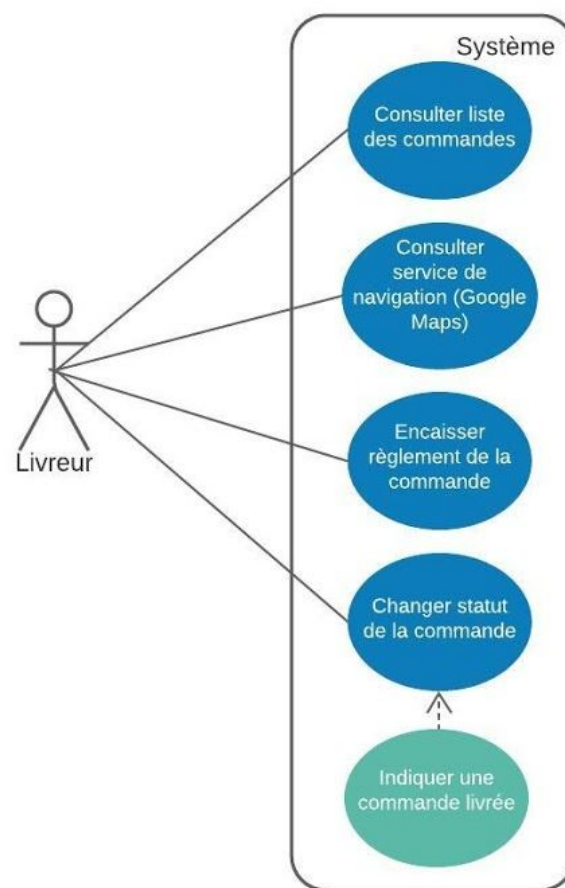 Système
Consulter liste
des commandes
Consulter
service de
navigation (Google
Maps)
Encaisser
règlement de la
commande
Livreur
Changer statut
de la commande
Indiquer une
commande livrée